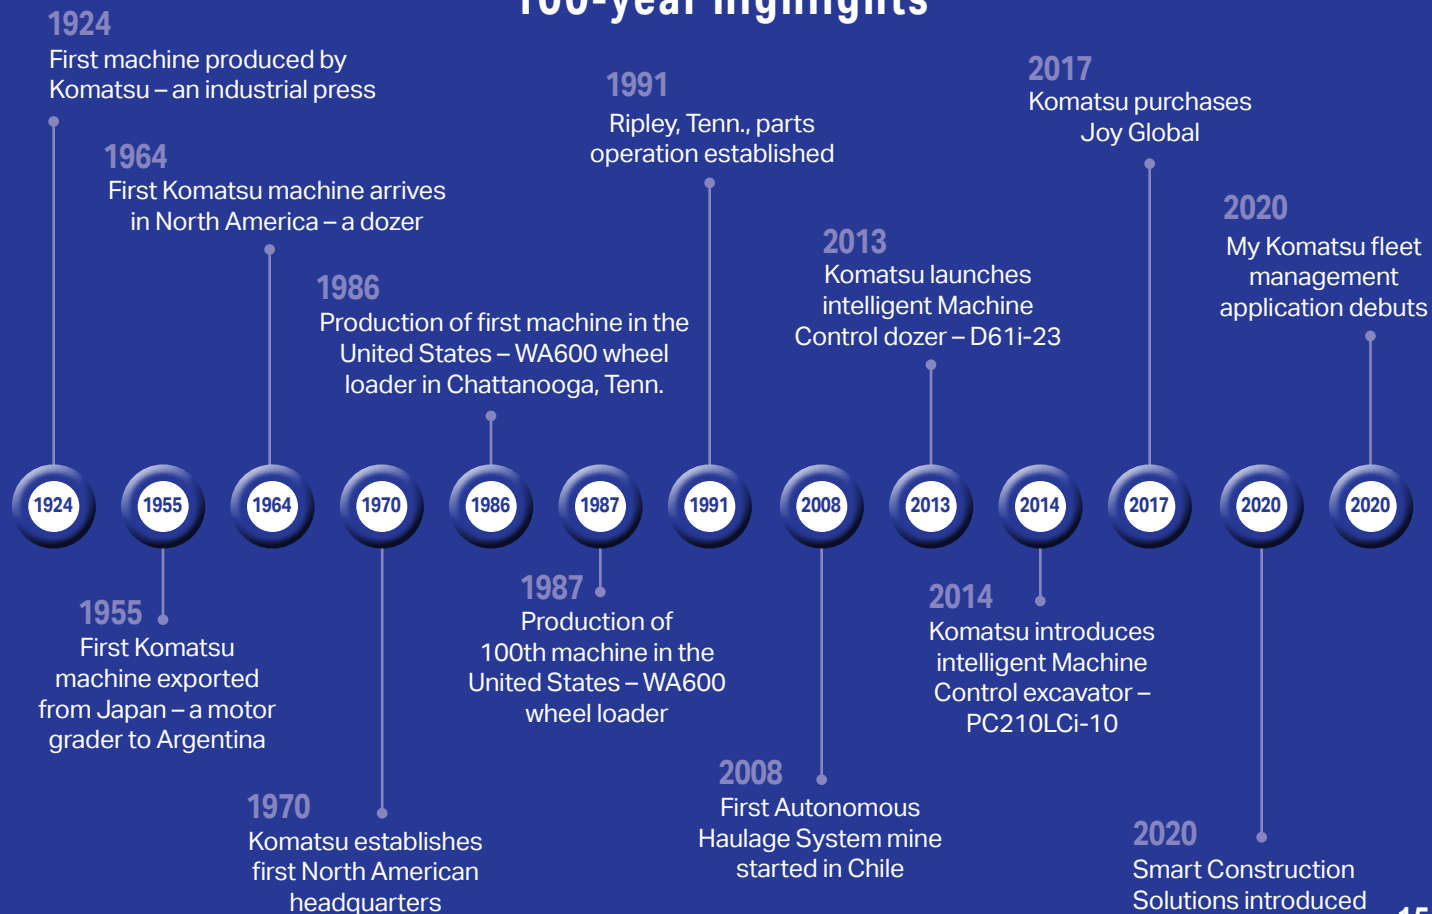 100-year highlights
1924
First machine produced by
Komatsu – an industrial press
1964
First Komatsu machine arrives
in North America – a dozer
1986
Production of first machine in the
United States – WA600 wheel
loader in Chattanooga, Tenn.
1991
Ripley, Tenn., parts
operation established
2013
Komatsu launches
intelligent Machine
Control dozer – D61i-23
2017
Komatsu purchases
Joy Global
2020
My Komatsu fleet
management
application debuts
1924 1955 1964 1970 1986 1987 1991 2008 2013 2014 2017 2020 2020
1955
First Komatsu
machine exported
from Japan – a motor
grader to Argentina
1970
Komatsu establishes
first North American
headquarters
1987
Production of
100th machine in the
United States – WA600
wheel loader
2008
First Autonomous
Haulage System mine
started in Chile
2014
Komatsu introduces
intelligent Machine
Control excavator –
PC210LCi-10
2020
Smart Construction
Solutions introduced
15